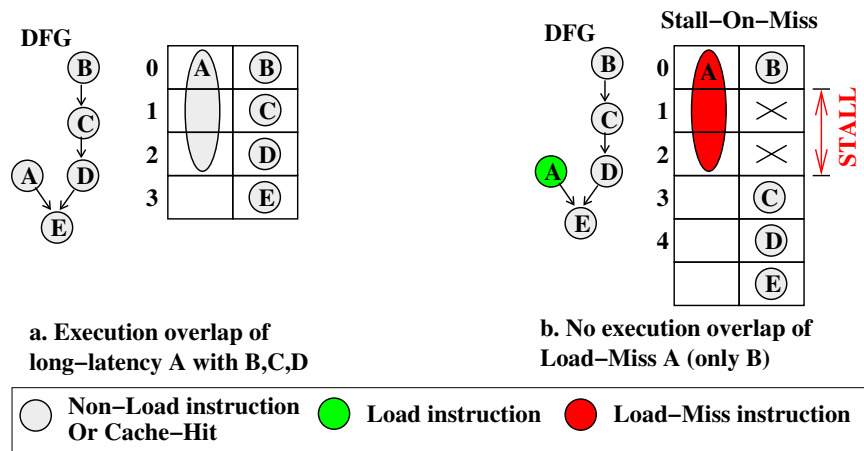 DFG
B
C
A
D
E
0
A
B
1
C
2
D
3
E
a. Execution overlap of
long−latency A with B,C,D
Stall−On−Miss
DFG
B
C
A
D
E
0
A
B
1
2
3
C
4
D
E
STALL
b. No execution overlap of
Load−Miss A (only B)
Non−Load instruction
Or Cache−Hit
Load instruction
Load−Miss instruction